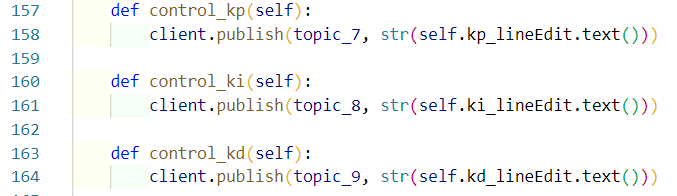 157 def control_kp(self):
158 client.publish(topic_7, str(self.kp_lineEdit.text()))
159
160 def control_ki(self):
161 client.publish(topic_8, str(self.ki_lineEdit.text()))
162
163 def control_kd(self):
164 client.publish(topic_9, str(self.kd_lineEdit.text()))